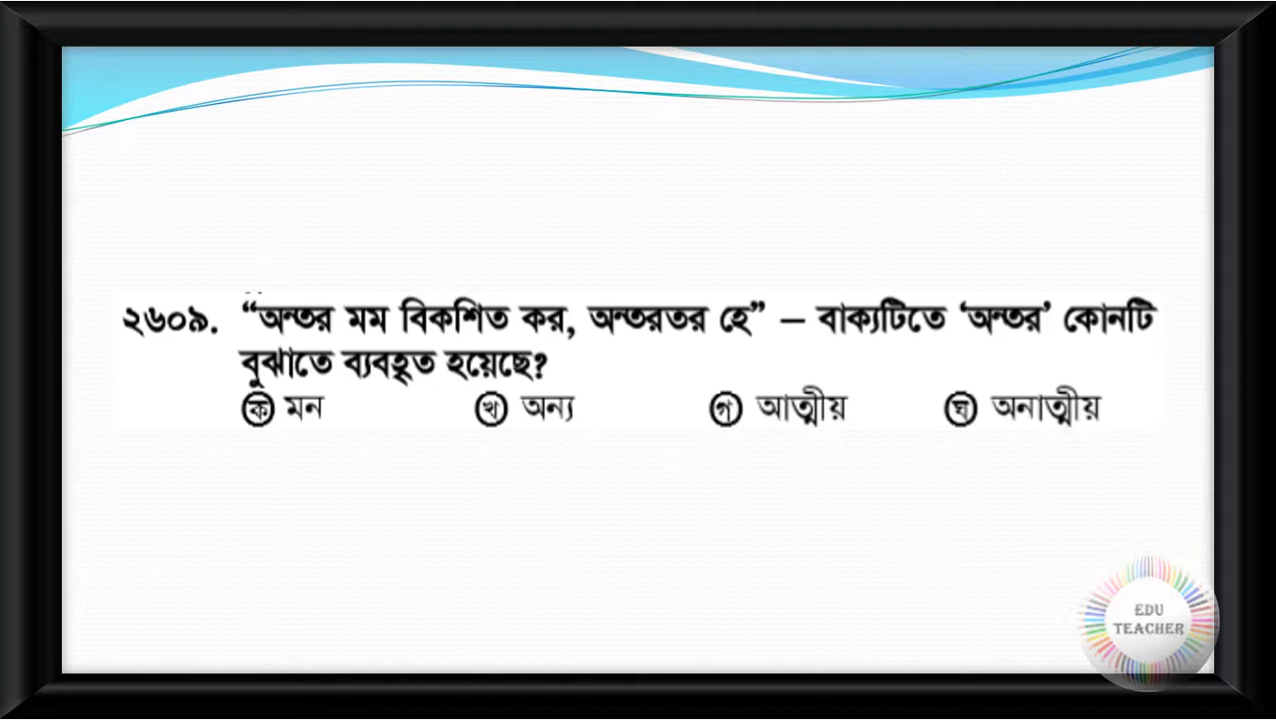 ২৬০৯. “অন্তর মম বিকশিত কর, অন্তরতর হে” – বাক্যটিতে ‘অন্তর’ কোনটি
বুঝাতে ব্যবহৃত হয়েছে?
ক মন খ অন্য গ আত্মীয় ঘ অনাত্মীয়
EDU
TEACHER